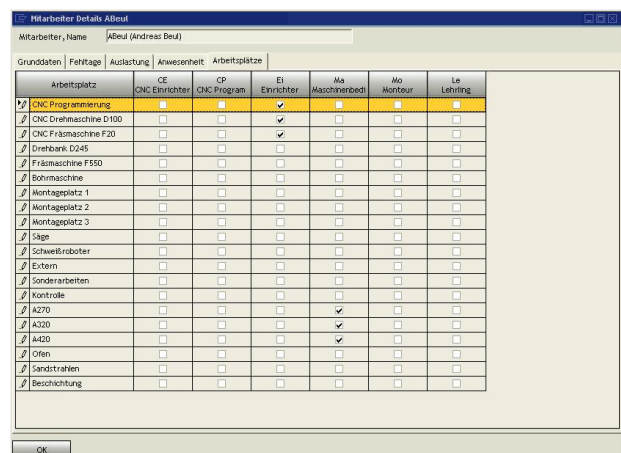 Mitarbeiter Details ABeul
Mitarbeiter, Name ABeul (Andreas Beul)
Grunddaten Fehltage Auslastung Anwesenheit Arbeitsplätze
Arbeitsplatz CE CP Ei Ma Mo Le
CNC Einrichter CNC Program Einrichter Maschinenbedi Monteur Lehrling
CNC Programmierung
CNC Drehmaschine D100
CNC Fräsmaschine F20
Drehbank D245
Fräsmaschine F550
Bohrmaschine
Montageplatz 1
Montageplatz 2
Montageplatz 3
Säge
Schweißroboter
Extern
Sonderarbeiten
Kontrolle
A270
A320
A420
Ofen
Sandstrahlen
Beschichtung
OK